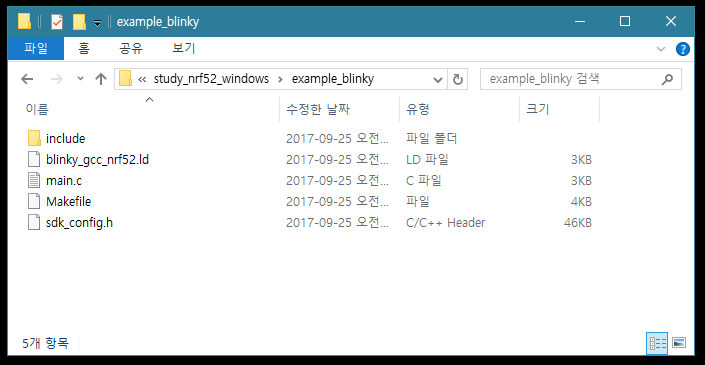 example_blinky
파일 홈 공유 보기
« study_nrf52_windows › example_blinky example_blinky 검색
이름 수정한 날짜 유형 크기
include 2017-09-25 오전... 파일 폴더
blinky_gcc_nrf52.ld 2017-09-25 오전... LD 파일 3KB
main.c 2017-09-25 오전... C 파일 3KB
Makefile 2017-09-25 오전... 파일 4KB
sdk_config.h 2017-09-25 오전... C/C++ Header 46KB
5개 항목